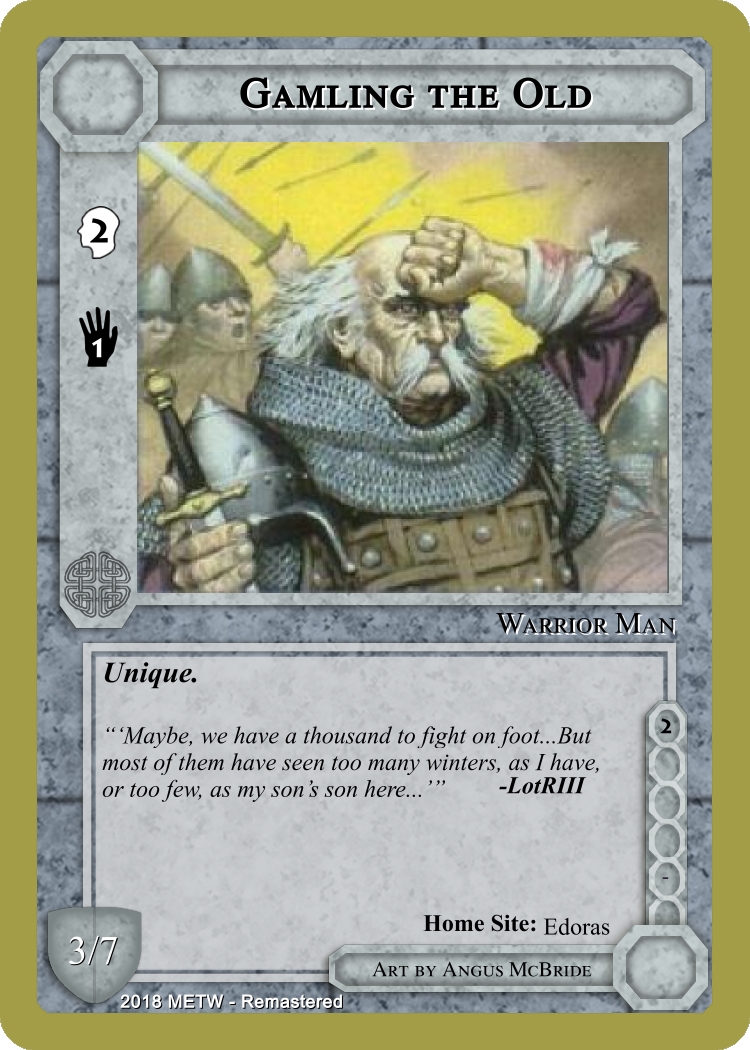 Gamling the Old
2
1
Warrior Man
Unique.
“‘Maybe, we have a thousand to fight on foot...But
most of them have seen too many winters, as I have,
or too few, as my son’s son here...’” -LotRIII
2
-
Home Site: Edoras
3/7
Art by Angus McBride
2018 METW - Remastered